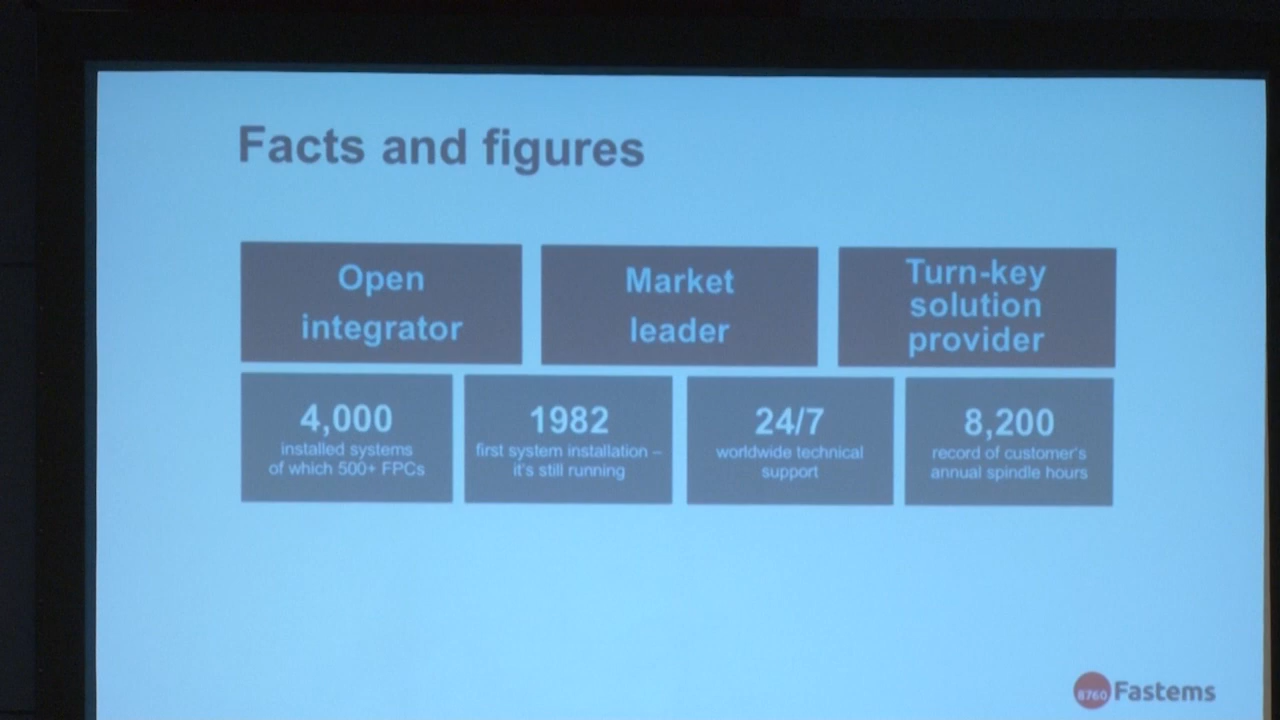 Facts and figures
Open
integrator
Market
leader
Turn-key
solution
provider
4,000
installed systems
of which 500+ FPCs
1982
first system installation –
it's still running
24/7
worldwide technical
support
8,200
record of customer's
annual spindle hours
8760 Fastems